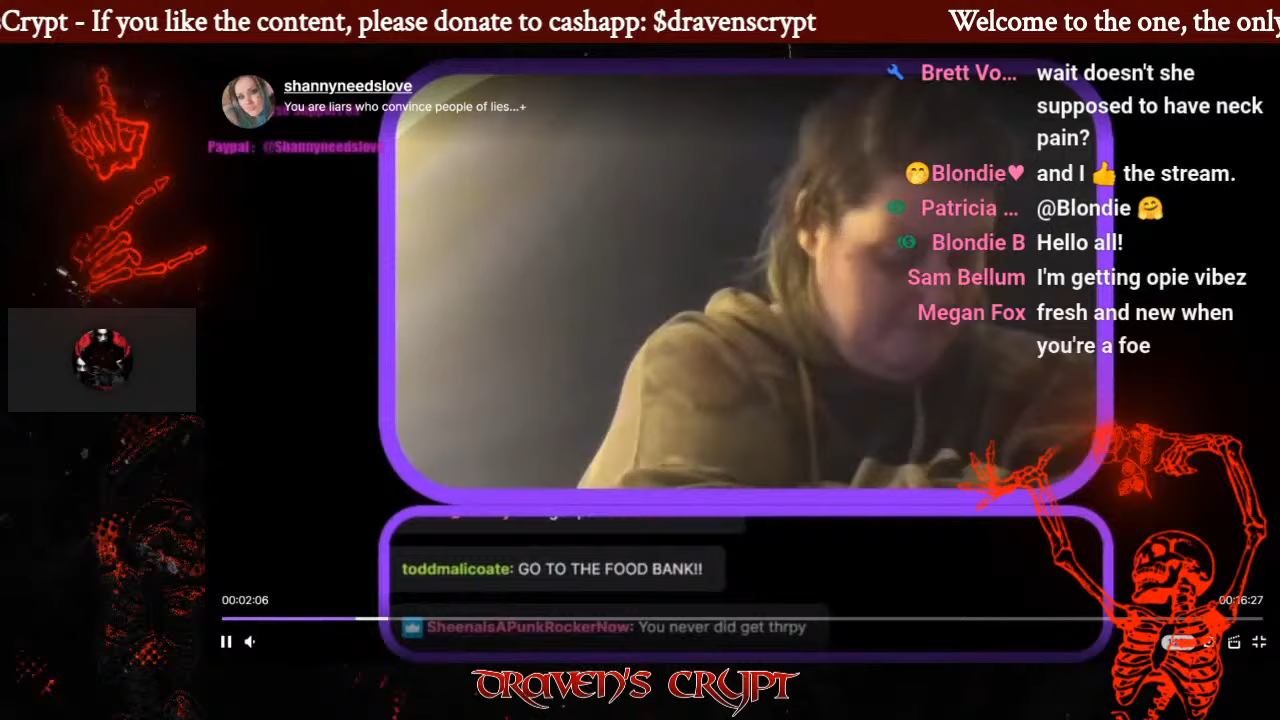 sCrypt - If you like the content, please donate to cashapp: $dravenscrypt
Welcome to the one, the only
shannyneedslove
You are liars who convince people of lies...+
Paypal: @Shannyneedslove
Brett Vo... wait doesn't she
supposed to have neck
pain?
🤭Blondie♥ and I 👍 the stream.
Patricia ... @Blondie 🤗
Blondie B Hello all!
Sam Bellum I'm getting opie vibez
Megan Fox fresh and new when
you're a foe
toddmalicoate: GO TO THE FOOD BANK!!
00:02:06
00:16:27
SheenaIsAPunkRockerNow: You never did get thrpy
DRAVEN'S CRYPT